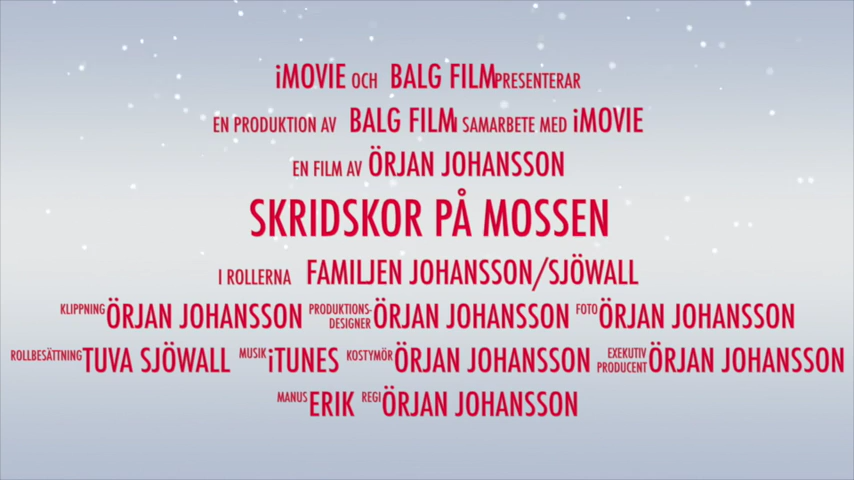 iMOVIE OCH BALG FILM PRESENTERAR
EN PRODUKTION AV BALG FILM I SAMARBETE MED iMOVIE
EN FILM AV ÖRJAN JOHANSSON
SKRIDSKOR PÅ MOSSEN
I ROLLERNA FAMILJEN JOHANSSON/SJÖWALL
KLIPPNING ÖRJAN JOHANSSON PRODUKTIONS-DESIGNER ÖRJAN JOHANSSON FOTO ÖRJAN JOHANSSON
ROLLBESÄTTNING TUVA SJÖWALL MUSIK iTUNES KOSTYMÖR ÖRJAN JOHANSSON EXEKUTIV PRODUCENT ÖRJAN JOHANSSON
MANUS ERIK REGI ÖRJAN JOHANSSON